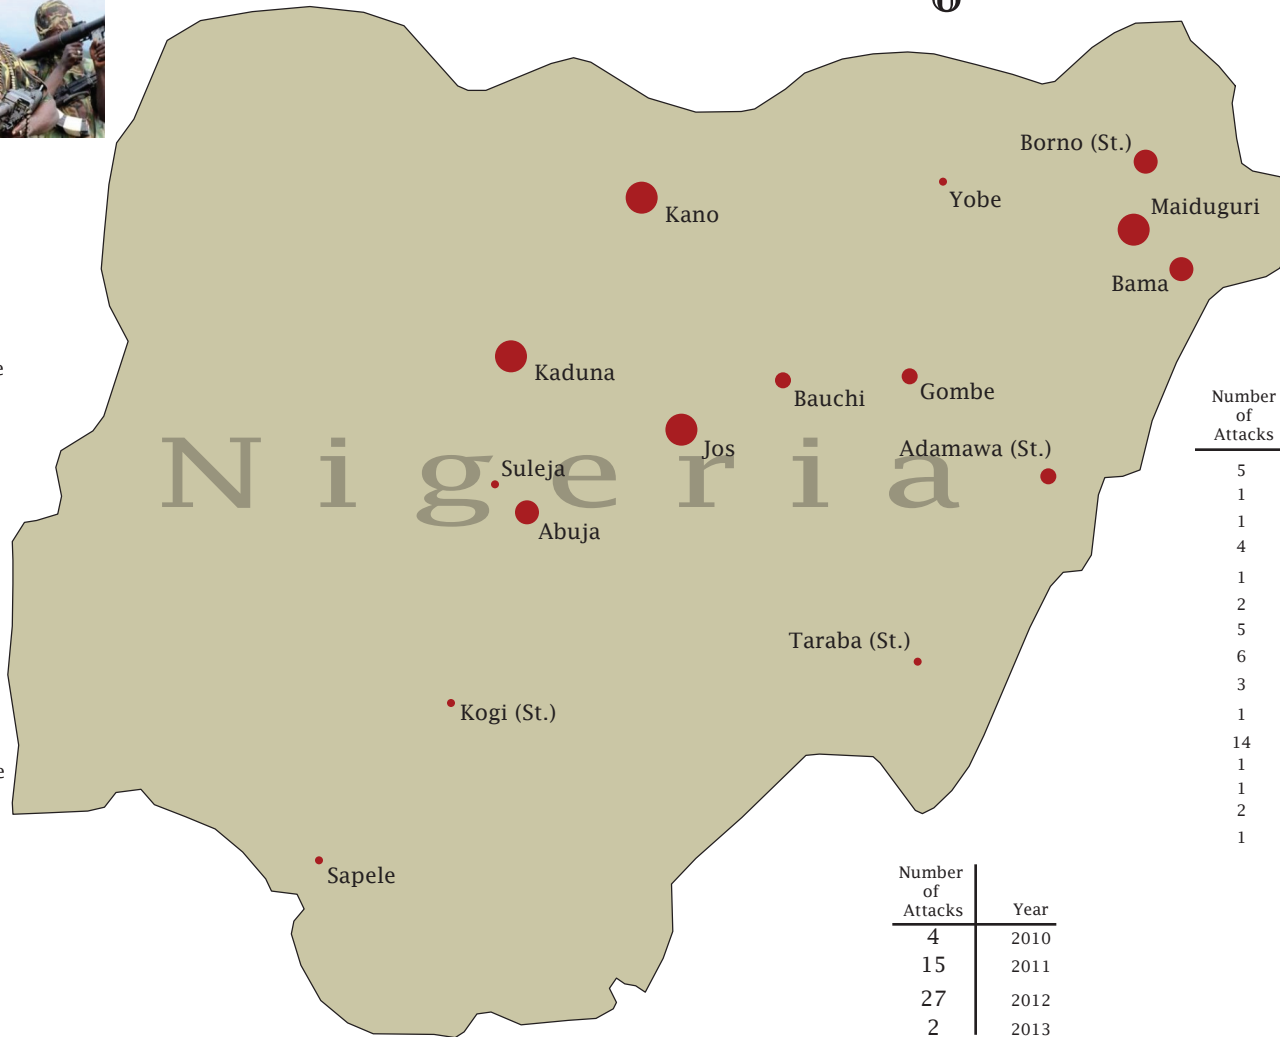 Borno (St.)
Yobe
Kano
Maiduguri
Bama
Kaduna
Bauchi
Gombe
Jos
Adamawa (St.)
Nigeria
Suleja
Abuja
Taraba (St.)
Kogi (St.)
Sapele
Number
of
Attacks
5
1
1
4
1
2
5
6
3
1
14
1
1
2
1
Number
of
Attacks Year
4 2010
15 2011
27 2012
2 2013